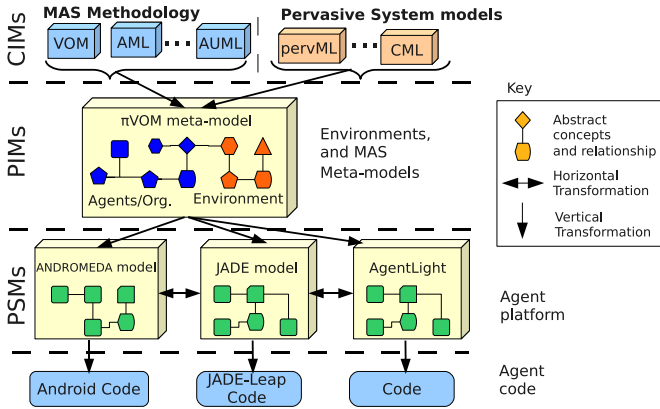 MAS Methodology
Pervasive System models
CIMs
VOM
AML
AUML
pervML
CML
PIMs
πVOM meta-model
Agents/Org.
Environment
Environments,
and MAS
Meta-models
Key
Abstract
concepts
and relationship
Horizontal
Transformation
Vertical
Transformation
PSMs
ANDROMEDA model
JADE model
AgentLight
Agent
platform
Android Code
JADE-Leap
Code
Code
Agent
code